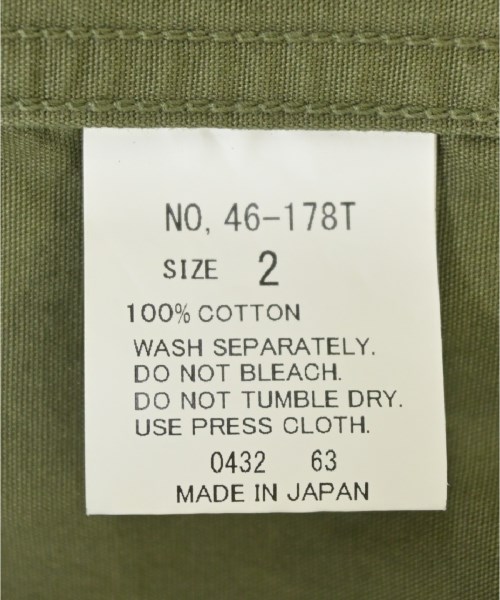 NO, 46-178T
SIZE 2
100% COTTON
WASH SEPARATELY.
DO NOT BLEACH.
DO NOT TUMBLE DRY.
USE PRESS CLOTH.
0432 63
MADE IN JAPAN